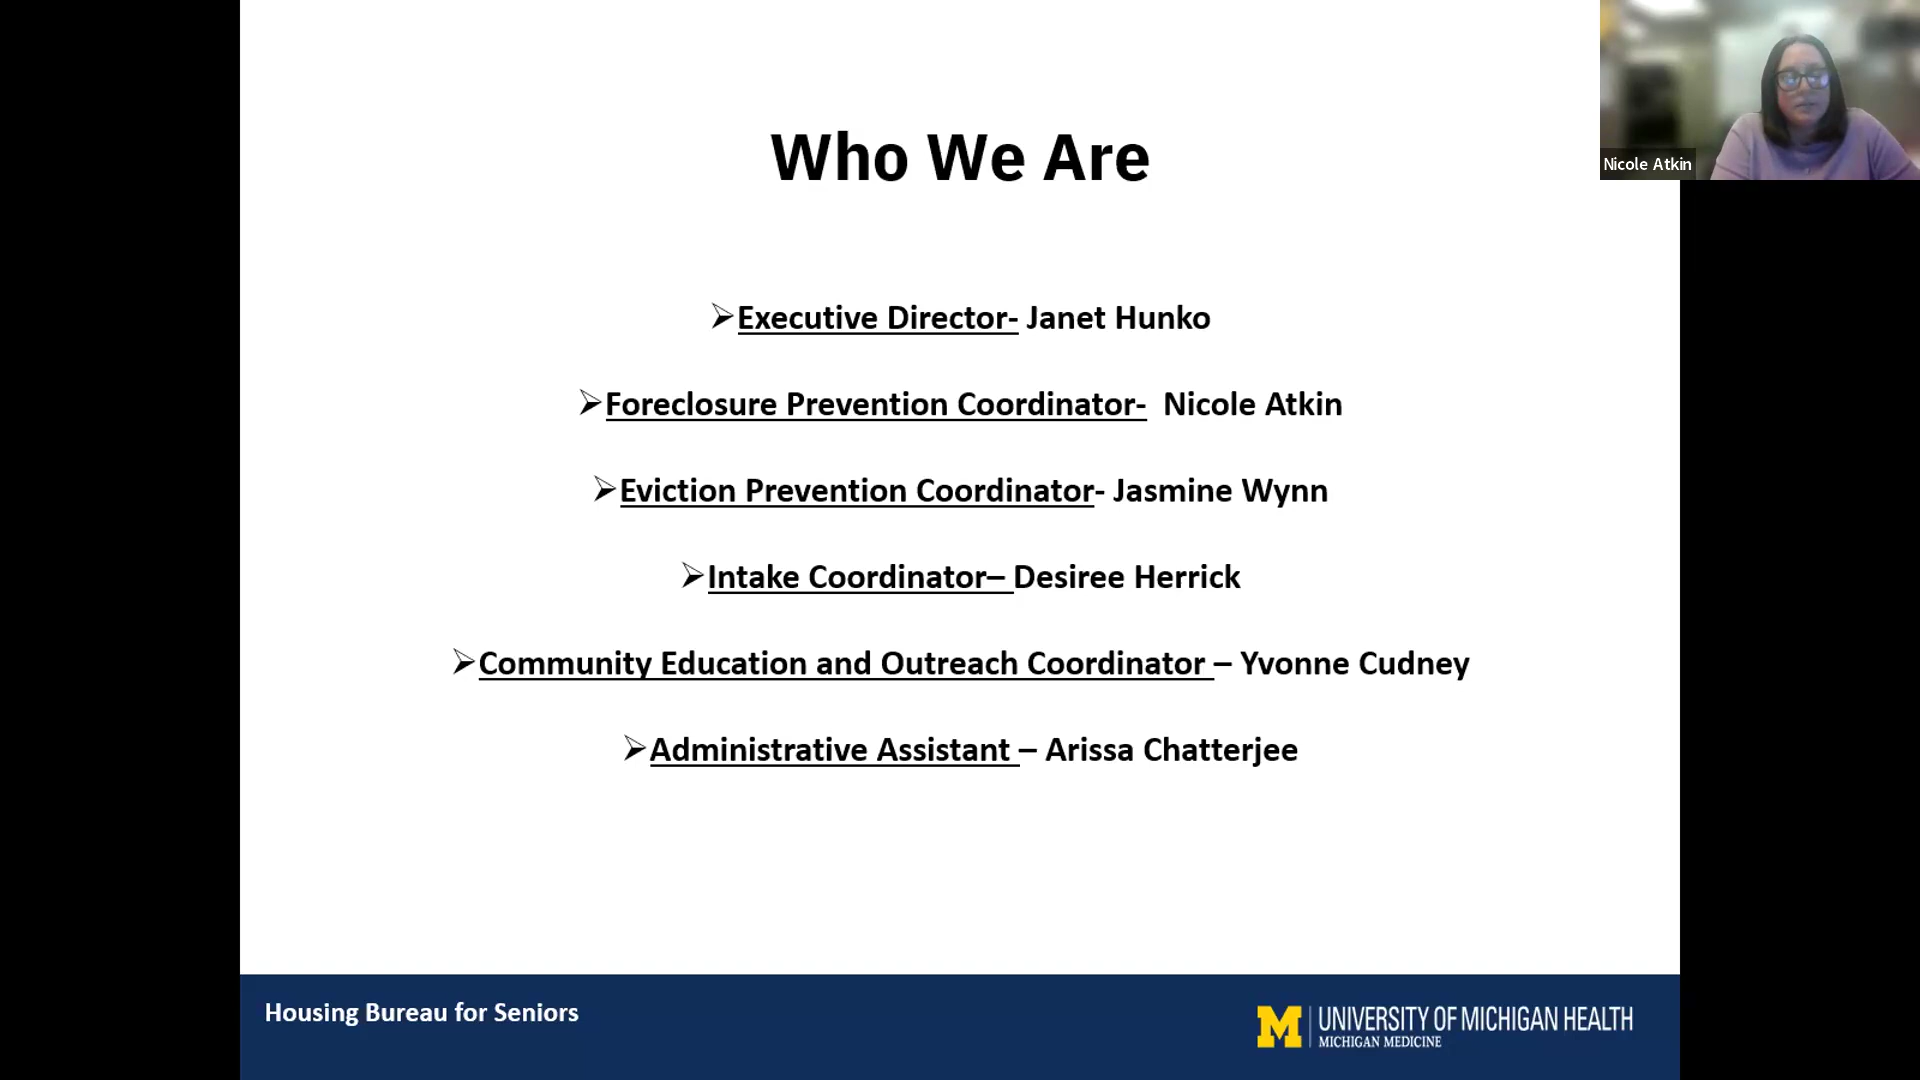 Who We Are
Nicole Atkin
➢Executive Director- Janet Hunko
➢Foreclosure Prevention Coordinator-  Nicole Atkin
➢Eviction Prevention Coordinator- Jasmine Wynn
➢Intake Coordinator– Desiree Herrick
➢Community Education and Outreach Coordinator – Yvonne Cudney
➢Administrative Assistant – Arissa Chatterjee
Housing Bureau for Seniors
M UNIVERSITY OF MICHIGAN HEALTH
MICHIGAN MEDICINE